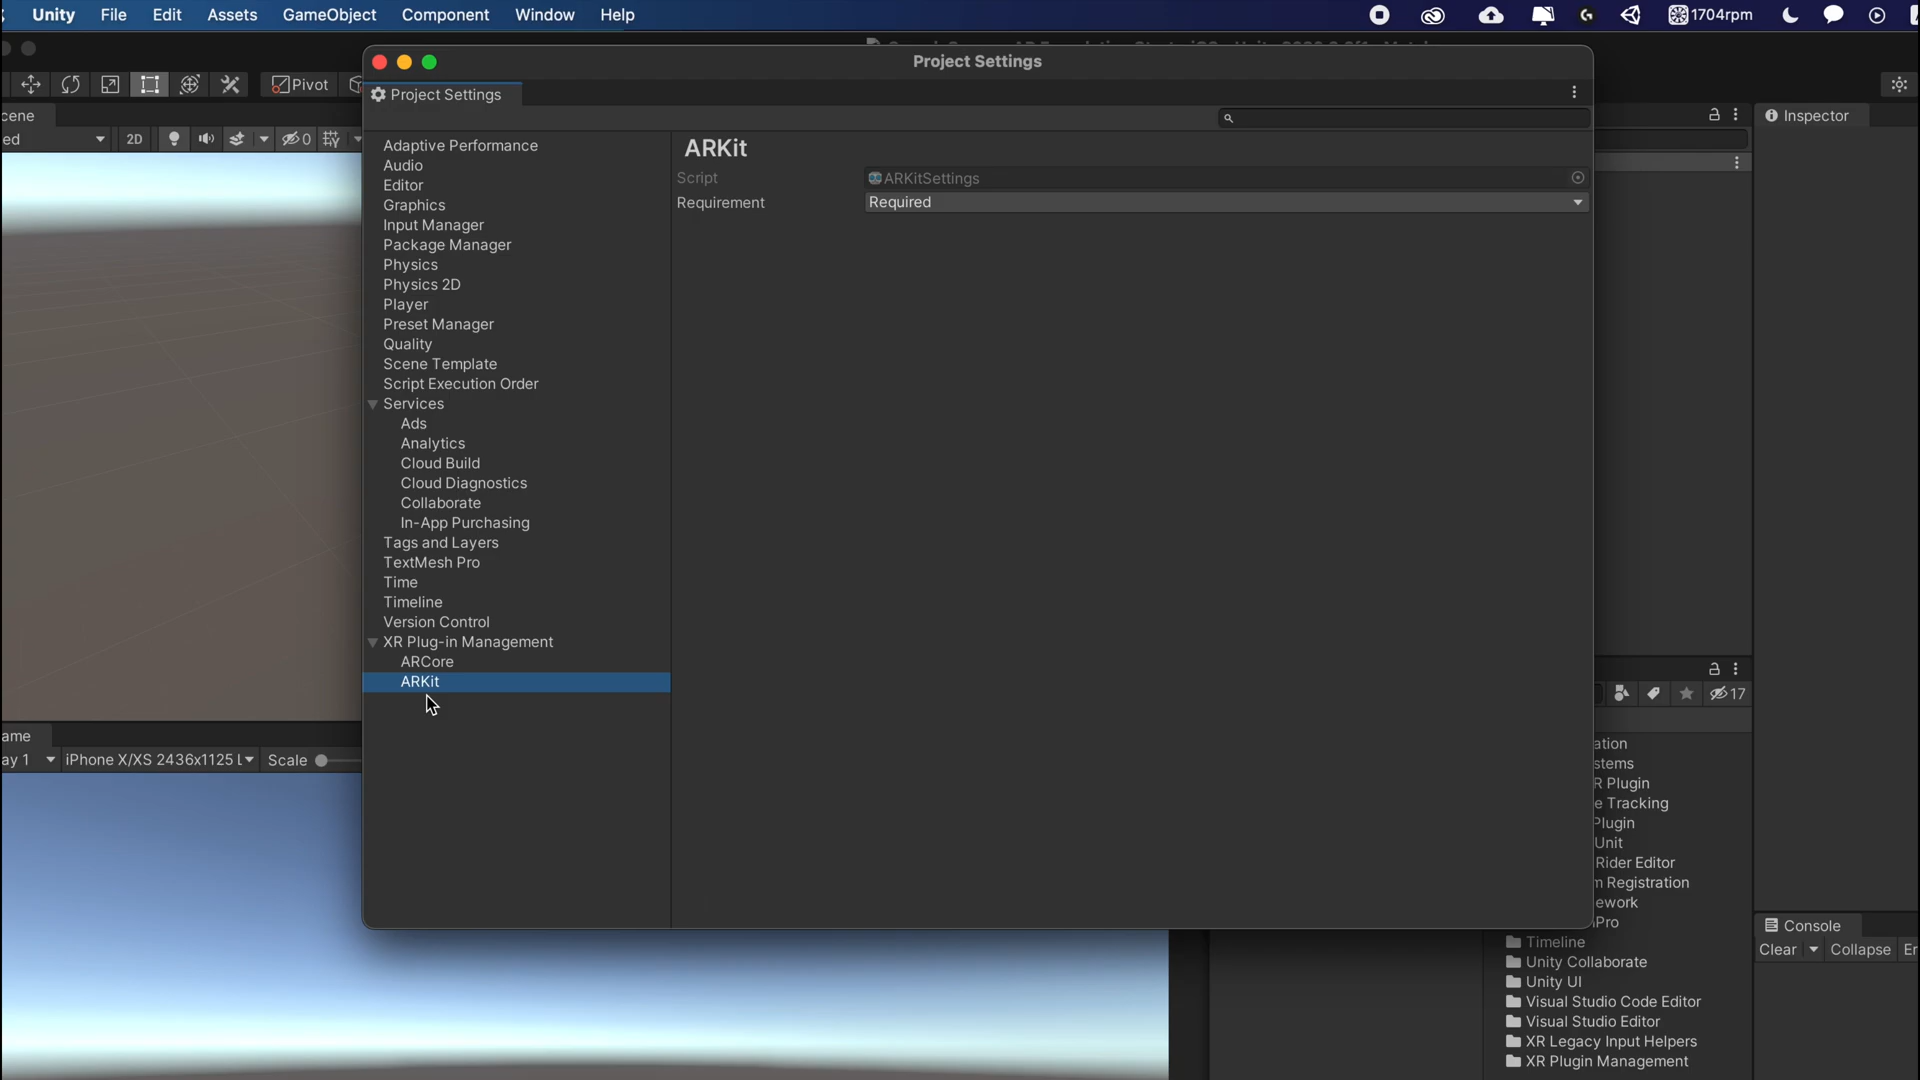 Unity File Edit Assets GameObject Component Window Help 1704rpm
Project Settings
Pivot
Project Settings
cene
Inspector
ed 2D 0
Adaptive Performance
Audio
Editor
Graphics
Input Manager
Package Manager
Physics
Physics 2D
Player
Preset Manager
Quality
Scene Template
Script Execution Order
Services
Ads
Analytics
Cloud Build
Cloud Diagnostics
Collaborate
In-App Purchasing
Tags and Layers
TextMesh Pro
Time
Timeline
Version Control
XR Plug-in Management
ARCore
ARKit
ARKit
Script ARKitSettings
Requirement Required
17
ame
ay 1 iPhone X/XS 2436x1125 L Scale
ation
stems
R Plugin
e Tracking
Plugin
Unit
Rider Editor
n Registration
ework
Pro
Timeline
Unity Collaborate
Unity UI
Visual Studio Code Editor
Visual Studio Editor
XR Legacy Input Helpers
XR Plugin Management
Console
Clear Collapse Er